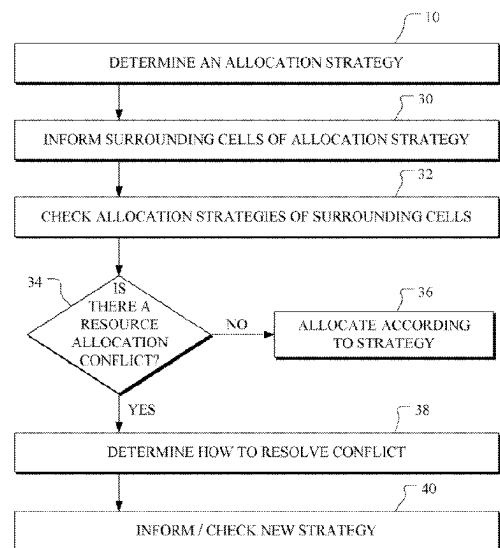 10
DETERMINE AN ALLOCATION STRATEGY
30
INFORM SURROUNDING CELLS OF ALLOCATION STRATEGY
32
CHECK ALLOCATION STRATEGIES OF SURROUNDING CELLS
34
IS
THERE A
RESOURCE
ALLOCATION
CONFLICT?
NO
36
ALLOCATE ACCORDING
TO STRATEGY
YES
38
DETERMINE HOW TO RESOLVE CONFLICT
40
INFORM / CHECK NEW STRATEGY